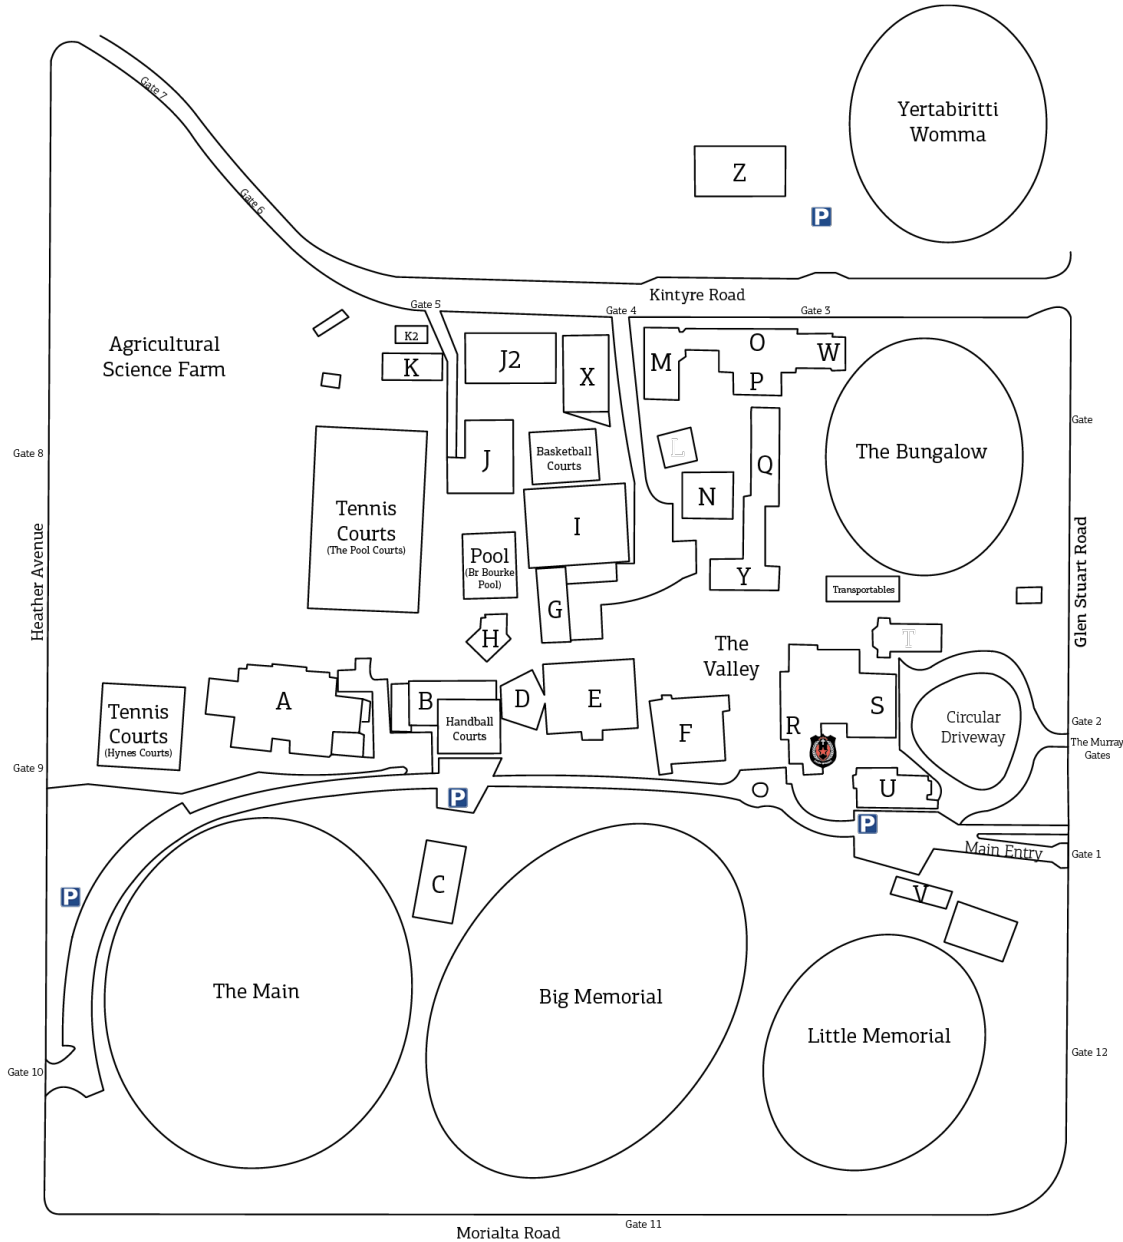 Yertabiritti
Womma
Gate 7
Z
P
Gate 6
Kintyre Road
Gate 5
Gate 4
Gate 3
Agricultural
Science Farm
K2
K
J2
X
M
O
W
P
Gate
Gate 8
J
Basketball
Courts
L
Q
The Bungalow
N
Tennis
Courts
(The Pool Courts)
I
Pool
(Br Bourke
Pool)
Y
Transportables
Heather Avenue
Glen Stuart Road
G
H
T
The
Valley
A
B
D
E
F
R
S
Tennis
Courts
(Hynes Courts)
Handball
Courts
Circular
Driveway
Gate 2
The Murray
Gates
Gate 9
U
P
P
Main Entry
Gate 1
C
V
P
The Main
Big Memorial
Little Memorial
Gate 12
Gate 10
Gate 11
Morialta Road